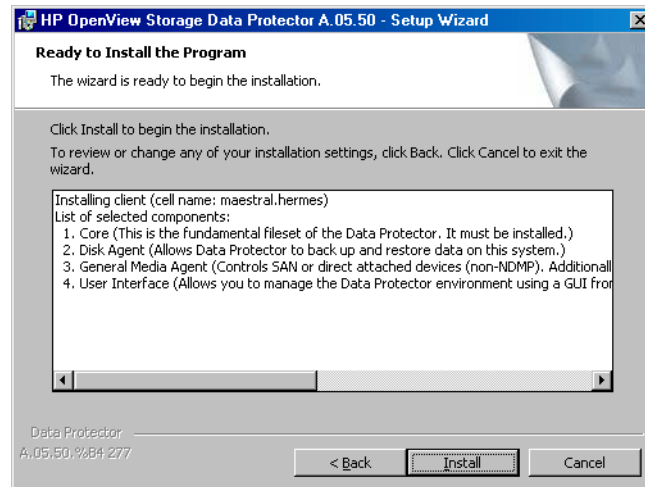 HP OpenView Storage Data Protector A.05.50 - Setup Wizard
Ready to Install the Program
The wizard is ready to begin the installation.
Click Install to begin the installation.
To review or change any of your installation settings, click Back. Click Cancel to exit the
wizard.
Installing client (cell name: maestral.hermes)
List of selected components:
1. Core (This is the fundamental fileset of the Data Protector. It must be installed.)
2. Disk Agent (Allows Data Protector to back up and restore data on this system.)
3. General Media Agent (Controls SAN or direct attached devices (non-NDMP). Additionall
4. User Interface (Allows you to manage the Data Protector environment using a GUI fror
Data Protector
A.05.50,%B4 277
< Back
Install
Cancel